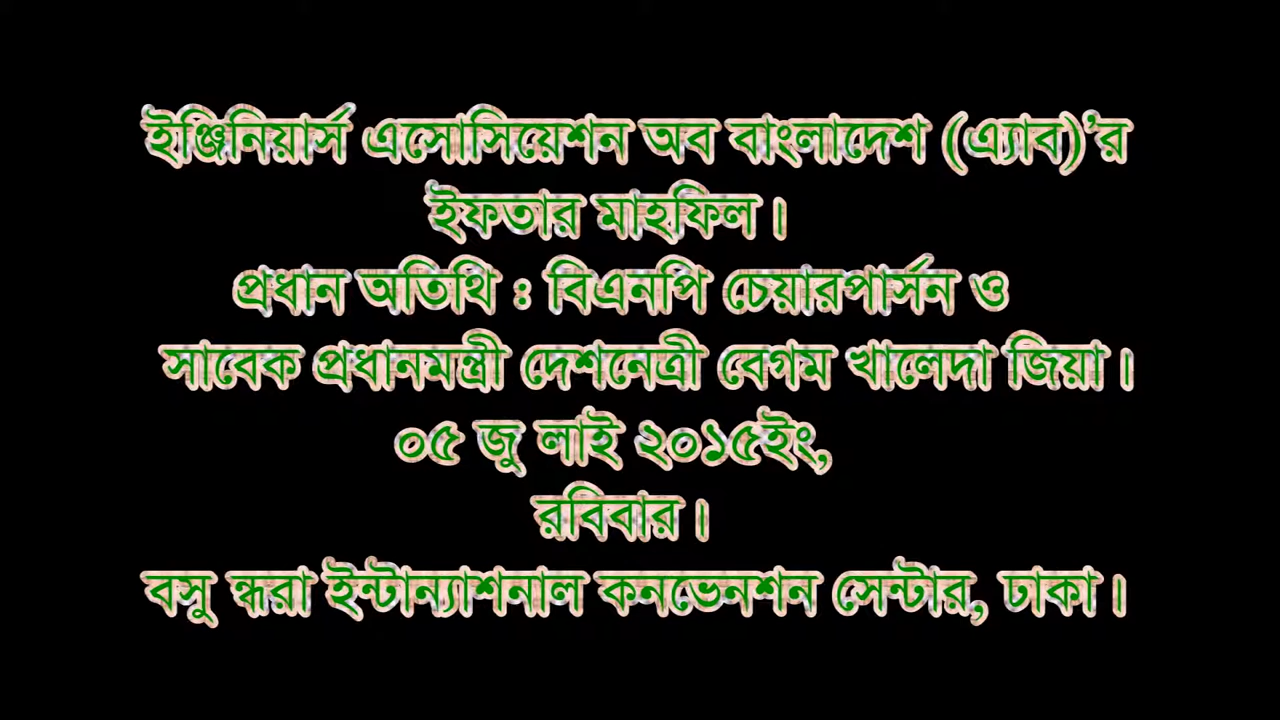 ইঞ্জিনিয়ার্স এসোসিয়েশন অব বাংলাদেশ (এ্যাব)’র
ইফতার মাহফিল।
প্রধান অতিথি ঃ বিএনপি চেয়ারপার্সন ও
সাবেক প্রধানমন্ত্রী দেশনেত্রী বেগম খালেদা জিয়া।
০৫ জু লাই ২০১৫ইং,
রবিবার।
বসু ন্ধরা ইন্টান্যাশনাল কনভেনশন সেন্টার, ঢাকা।